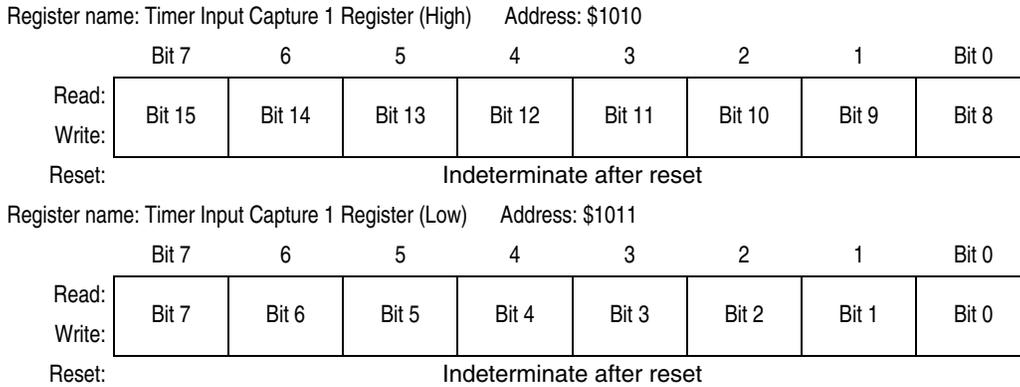 Register name: Timer Input Capture 1 Register (High) Address: $1010
Bit 7 6 5 4 3 2 1 Bit 0
Read:
Bit 15 Bit 14 Bit 13 Bit 12 Bit 11 Bit 10 Bit 9 Bit 8
Write:
Reset: Indeterminate after reset
Register name: Timer Input Capture 1 Register (Low) Address: $1011
Bit 7 6 5 4 3 2 1 Bit 0
Read:
Bit 7 Bit 6 Bit 5 Bit 4 Bit 3 Bit 2 Bit 1 Bit 0
Write:
Reset: Indeterminate after reset